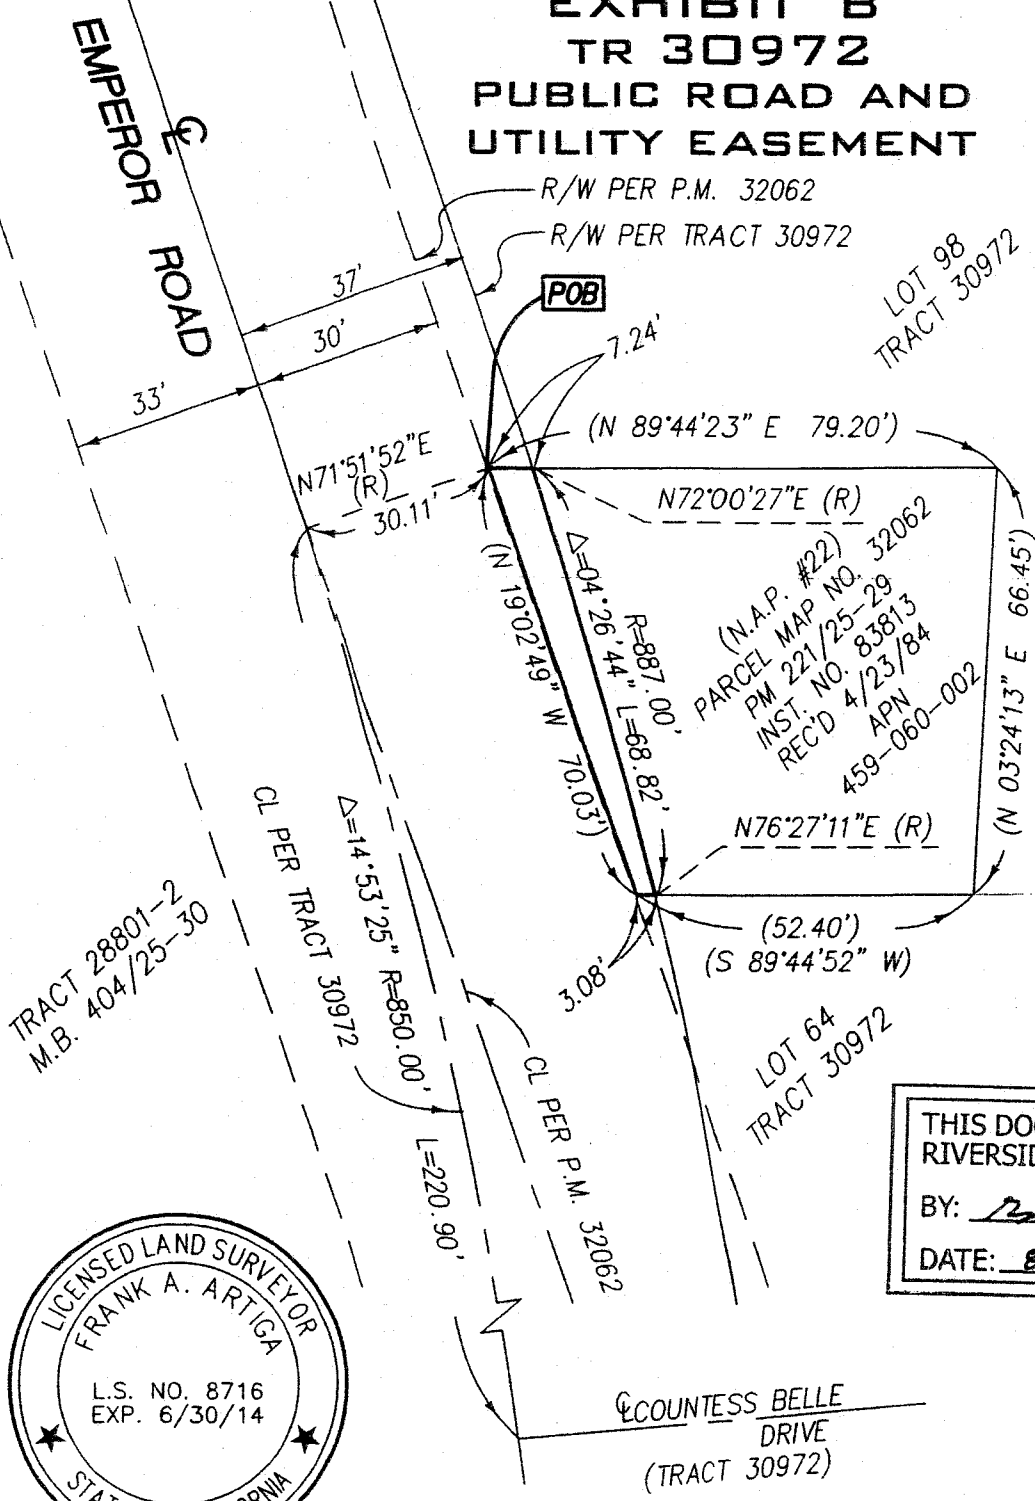 EXHIBIT B
TR 30972
PUBLIC ROAD AND
UTILITY EASEMENT
EMPEROR ROAD
℄
R/W PER P.M. 32062
R/W PER TRACT 30972
LOT 98
TRACT 30972
POB
37'
30'
33'
7.24'
(N 89°44'23" E 79.20')
N71°51'52"E
(R)
30.11'
N72°00'27"E (R)
(N 19°02'49" W 70.03')
Δ=04°26'44" L=68.82'
R=887.00'
(N.A.P. #22)
PARCEL MAP NO. 32062
PM 221/25-29
INST. NO. 83813
REC'D 4/23/84
APN
459-060-002
(N 03°24'13" E 66.45')
N76°27'11"E (R)
(52.40')
(S 89°44'52" W)
3.08'
CL PER TRACT 30972
Δ=14°53'25" R=850.00' L=220.90'
TRACT 28801-2
M.B. 404/25-30
CL PER P.M. 32062
LOT 64
TRACT 30972
THIS DO
RIVERSI
BY:
DATE: 8
LICENSED LAND SURVEYOR
FRANK A. ARTIGA
L.S. NO. 8716
EXP. 6/30/14
℄COUNTESS BELLE
DRIVE
(TRACT 30972)